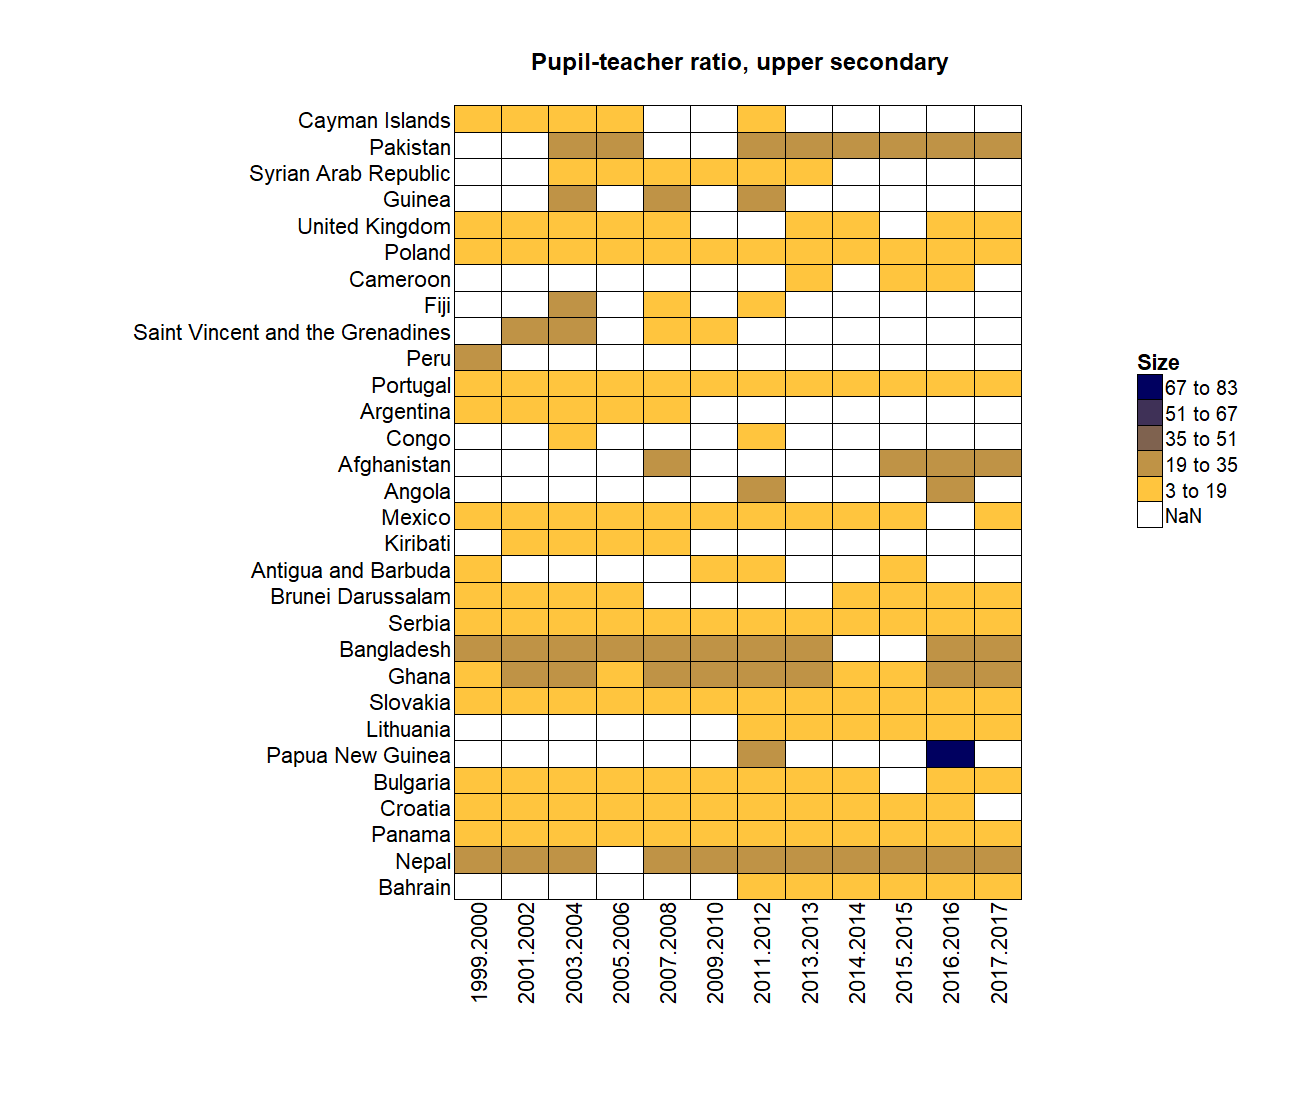 Pupil-teacher ratio, upper secondary
Cayman Islands
Pakistan
Syrian Arab Republic
Guinea
United Kingdom
Poland
Cameroon
Fiji
Saint Vincent and the Grenadines
Peru
Portugal
Argentina
Congo
Afghanistan
Angola
Mexico
Kiribati
Antigua and Barbuda
Brunei Darussalam
Serbia
Bangladesh
Ghana
Slovakia
Lithuania
Papua New Guinea
Bulgaria
Croatia
Panama
Nepal
Bahrain
1999.2000
2001.2002
2003.2004
2005.2006
2007.2008
2009.2010
2011.2012
2013.2013
2014.2014
2015.2015
2016.2016
2017.2017
Size
67 to 83
51 to 67
35 to 51
19 to 35
3 to 19
NaN